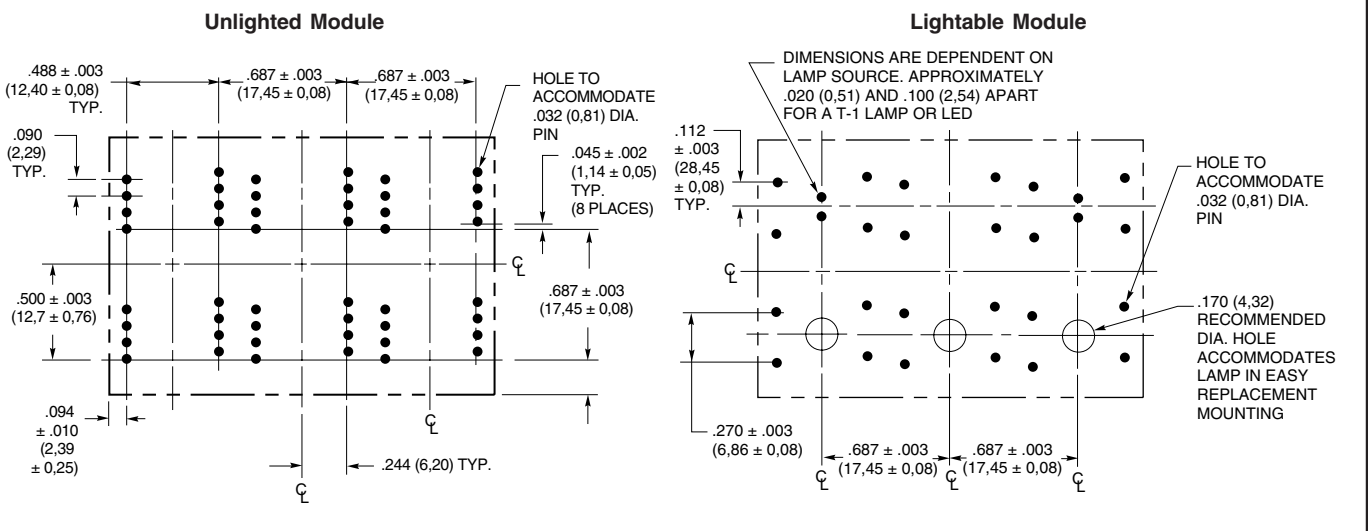 Unlighted Module
.488 ± .003
(12,40 ± 0,08)
TYP.
.687 ± .003
(17,45 ± 0,08)
.687 ± .003
(17,45 ± 0,08)
HOLE TO
ACCOMMODATE
.032 (0,81) DIA.
PIN
.090
(2,29)
TYP.
.045 ± .002
(1,14 ± 0,05)
TYP.
(8 PLACES)
℄
.500 ± .003
(12,7 ± 0,76)
.687 ± .003
(17,45 ± 0,08)
.094
± .010
(2,39
± 0,25)
℄
.244 (6,20) TYP.
℄
Lightable Module
DIMENSIONS ARE DEPENDENT ON
LAMP SOURCE. APPROXIMATELY
.020 (0,51) AND .100 (2,54) APART
FOR A T-1 LAMP OR LED
.112
± .003
(28,45
± 0,08)
TYP.
HOLE TO
ACCOMMODATE
.032 (0,81) DIA.
PIN
℄
.170 (4,32)
RECOMMENDED
DIA. HOLE
ACCOMMODATES
LAMP IN EASY
REPLACEMENT
MOUNTING
.270 ± .003
(6,86 ± 0,08)
.687 ± .003
(17,45 ± 0,08)
.687 ± .003
(17,45 ± 0,08)
℄
℄
℄